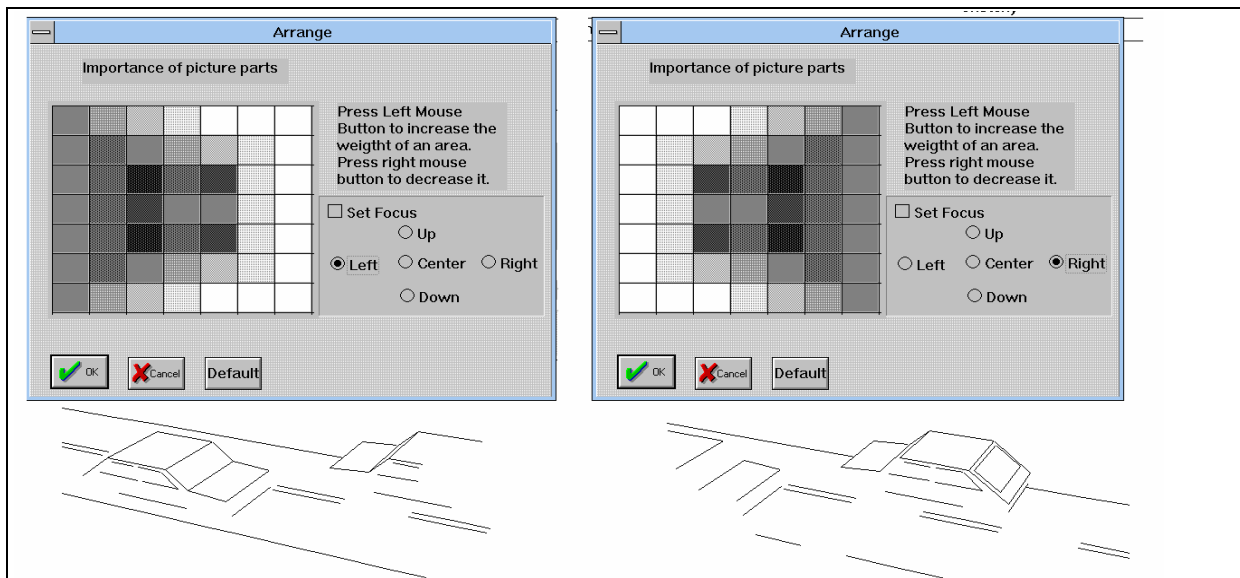 Arrange
Importance of picture parts
Press Left Mouse
Button to increase the
weigtht of an area.
Press right mouse
button to decrease it.
Set Focus
Up
Left Center Right
Down
OK Cancel Default
Arrange
Importance of picture parts
Press Left Mouse
Button to increase the
weigtht of an area.
Press right mouse
button to decrease it.
Set Focus
Up
Left Center Right
Down
OK Cancel Default